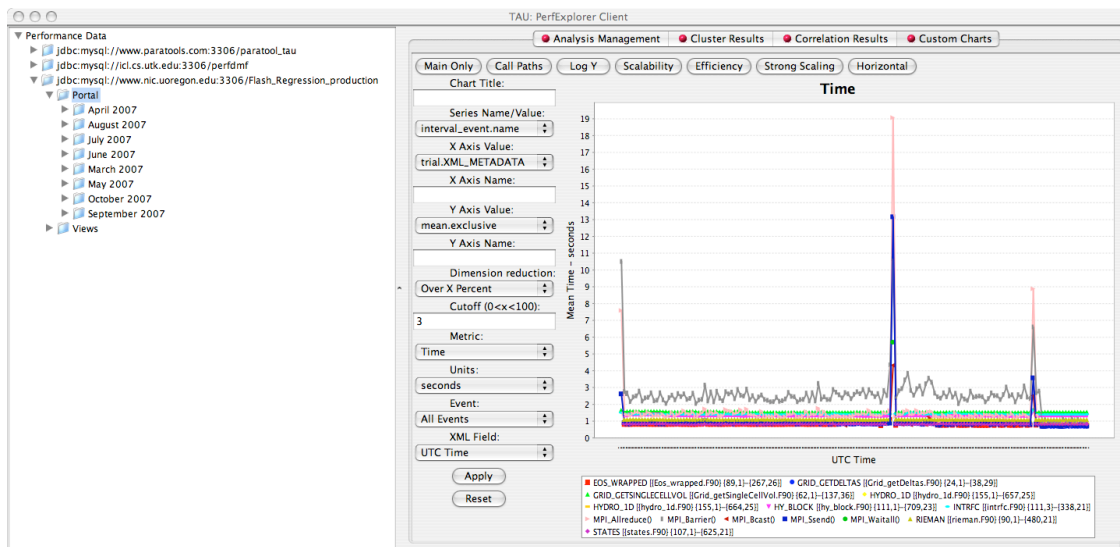 TAU: PerfExplorer Client
Performance Data
jdbc:mysql://www.paratools.com:3306/paratool_tau
jdbc:mysql://icl.cs.utk.edu:3306/perfdmf
jdbc:mysql://www.nic.uoregon.edu:3306/Flash_Regression_production
Portal
April 2007
August 2007
July 2007
June 2007
March 2007
May 2007
October 2007
September 2007
Views
Analysis Management Cluster Results Correlation Results Custom Charts
Main Only Call Paths Log Y Scalability Efficiency Strong Scaling Horizontal
Chart Title:
Series Name/Value:
interval_event.name
X Axis Value:
trial.XML_METADATA
X Axis Name:
Y Axis Value:
mean.exclusive
Y Axis Name:
Dimension reduction:
Over X Percent
Cutoff (0<x<100):
3
Metric:
Time
Units:
seconds
Event:
All Events
XML Field:
UTC Time
Apply
Reset
Time
Mean Time - seconds
19
18
17
16
15
14
13
12
11
10
9
8
7
6
5
4
3
2
1
0
UTC Time
EOS_WRAPPED [{Eos_wrapped.F90} {89,1}-{267,26}] GRID_GETDELTAS [{Grid_getDeltas.F90} {24,1}-{38,29}]
GRID_GETSINGLECELLVOL [{Grid_getSingleCellVol.F90} {62,1}-{137,36}] HYDRO_1D [{hydro_1d.F90} {155,1}-{657,25}]
HYDRO_1D [{hydro_1d.F90} {155,1}-{664,25}] HY_BLOCK [{hy_block.F90} {111,1}-{709,23}] INTRFC [{intrfc.F90} {111,3}-{338,21}]
MPI_Allreduce() MPI_Barrier() MPI_Bcast() MPI_Ssend() MPI_Waitall() RIEMAN [{rieman.F90} {90,1}-{480,21}]
STATES [{states.F90} {107,1}-{625,21}]